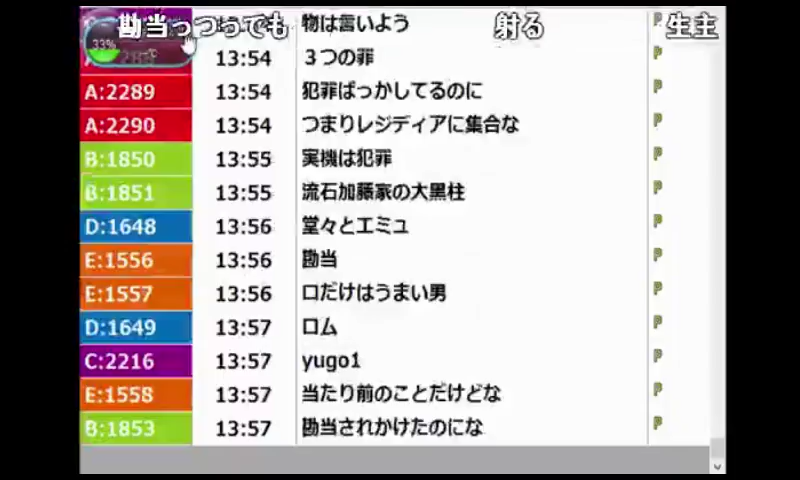 勘当っつっても 射る 生主
33%
物は言いよう P
13:54 3つの罪 P
A:2289 13:54 犯罪ばっかしてるのに P
A:2290 13:54 つまりレジディアに集合な P
B:1850 13:55 実機は犯罪 P
B:1851 13:55 流石加藤家の大黒柱 P
D:1648 13:56 堂々とエミュ P
E:1556 13:56 勘当 P
E:1557 13:56 口だけはうまい男 P
D:1649 13:57 ロム P
C:2216 13:57 yugo1 P
E:1558 13:57 当たり前のことだけどな P
B:1853 13:57 勘当されかけたのにな P